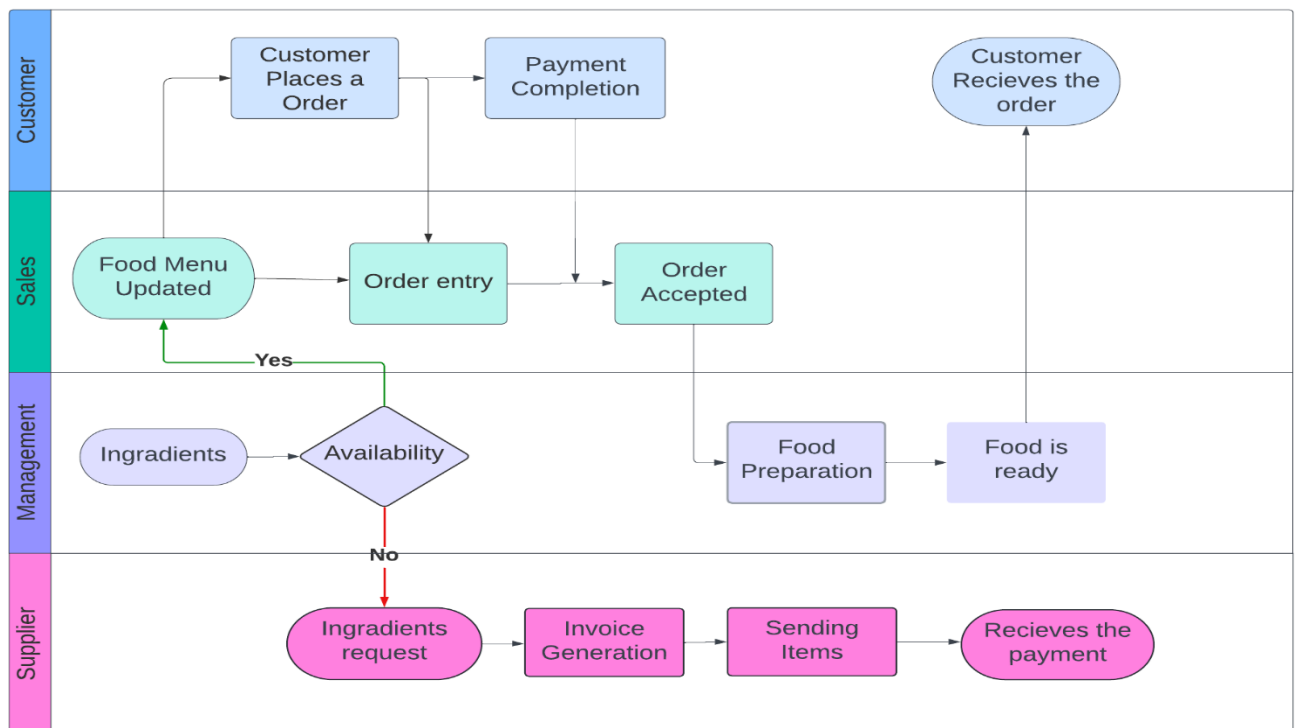 Customer
Customer
Places a
Order
Payment
Completion
Customer
Recieves the
order
Sales
Food Menu
Updated
Order entry
Order
Accepted
Yes
Management
Ingradients
Availability
Food
Preparation
Food is
ready
No
Supplier
Ingradients
request
Invoice
Generation
Sending
Items
Recieves the
payment